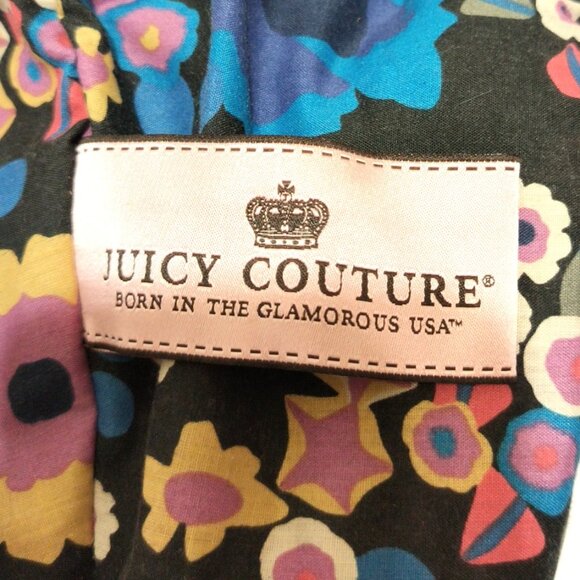 JUICY COUTURE®
BORN IN THE GLAMOROUS USA™